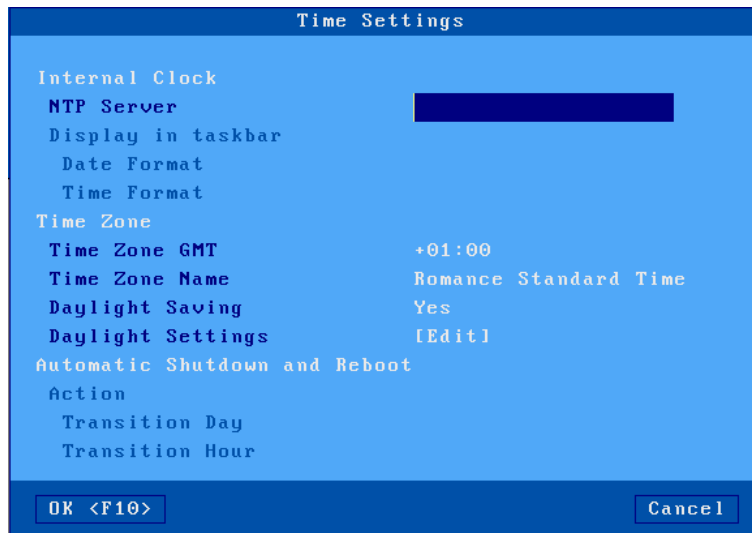 Time Settings
Internal Clock
NTP Server
Display in taskbar
Date Format
Time Format
Time Zone
Time Zone GMT +01:00
Time Zone Name Romance Standard Time
Daylight Saving Yes
Daylight Settings [Edit]
Automatic Shutdown and Reboot
Action
Transition Day
Transition Hour
OK <F10> Cancel